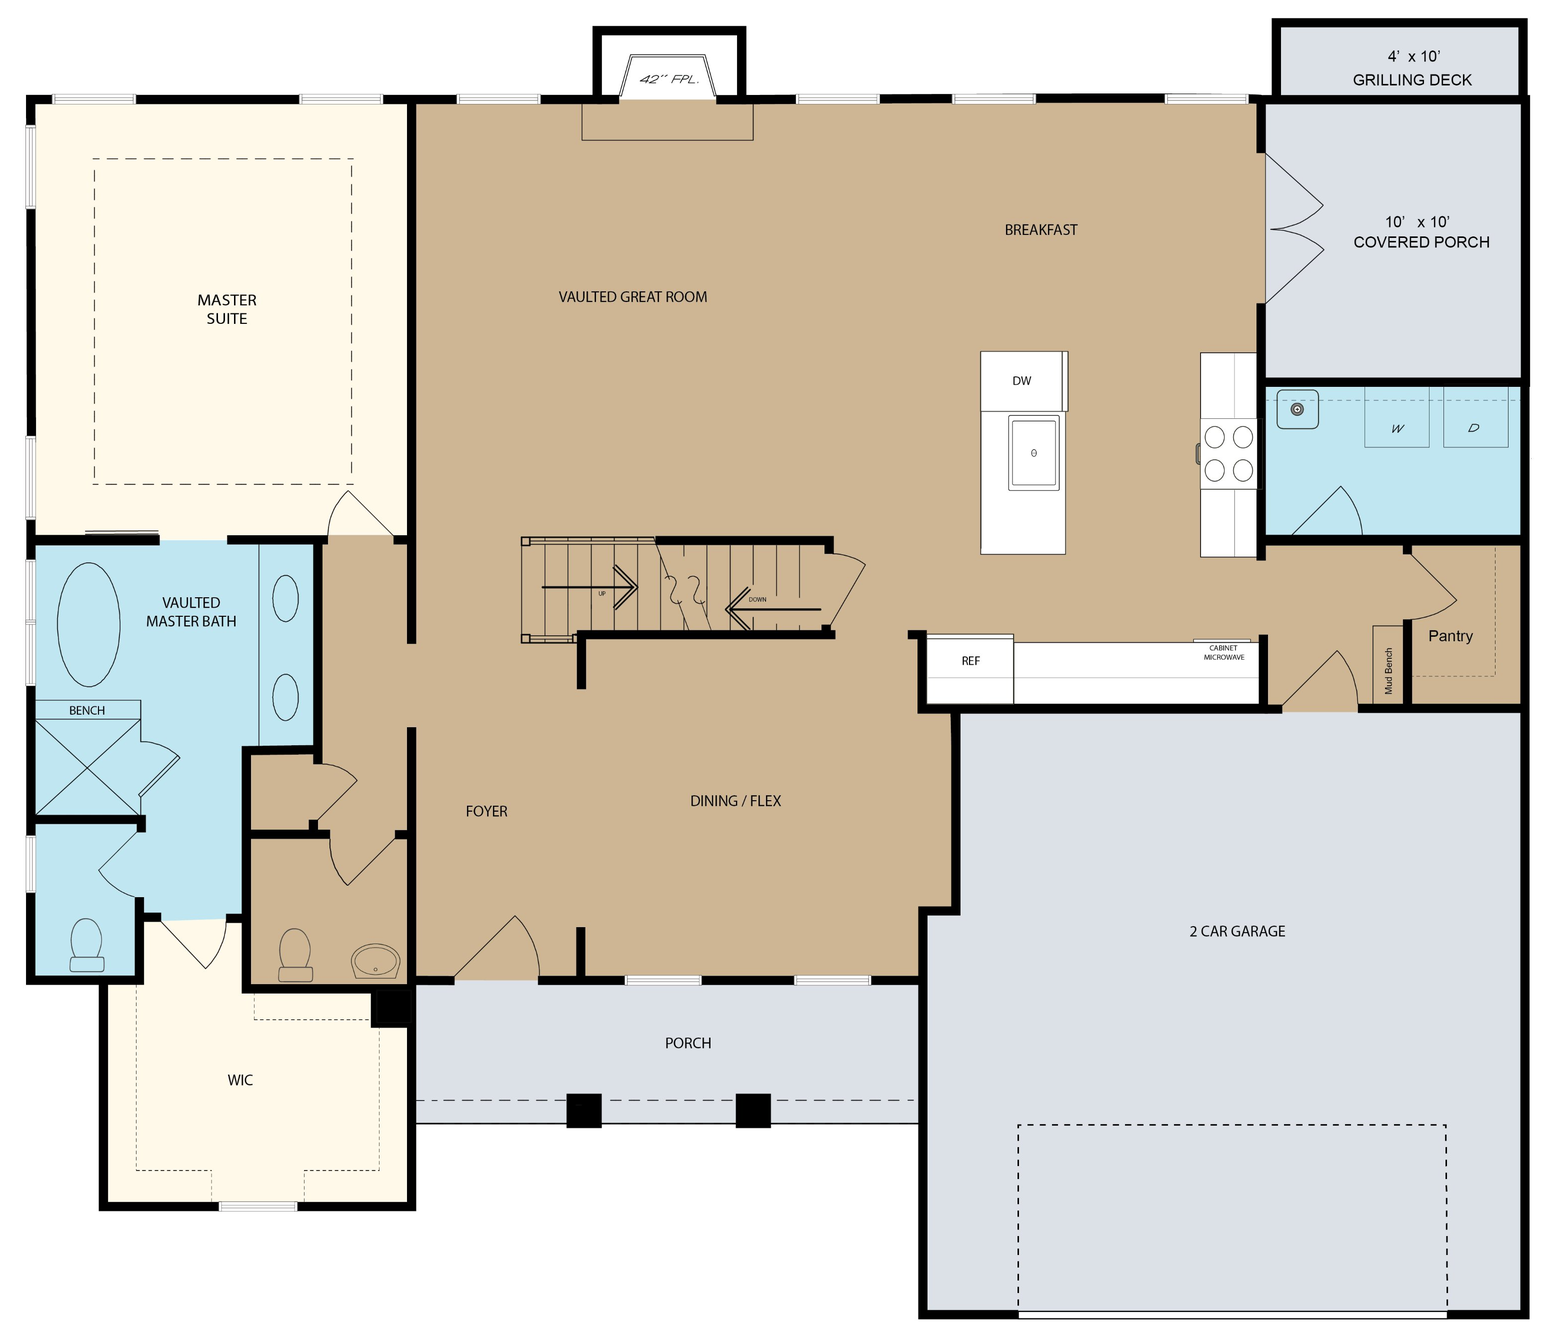 42" FPL.
4' x 10'
GRILLING DECK
BREAKFAST
10' x 10'
COVERED PORCH
MASTER
SUITE
VAULTED GREAT ROOM
DW
W
D
UP
DOWN
VAULTED
MASTER BATH
Pantry
REF
CABINET
MICROWAVE
Mud Bench
BENCH
FOYER
DINING / FLEX
2 CAR GARAGE
PORCH
WIC